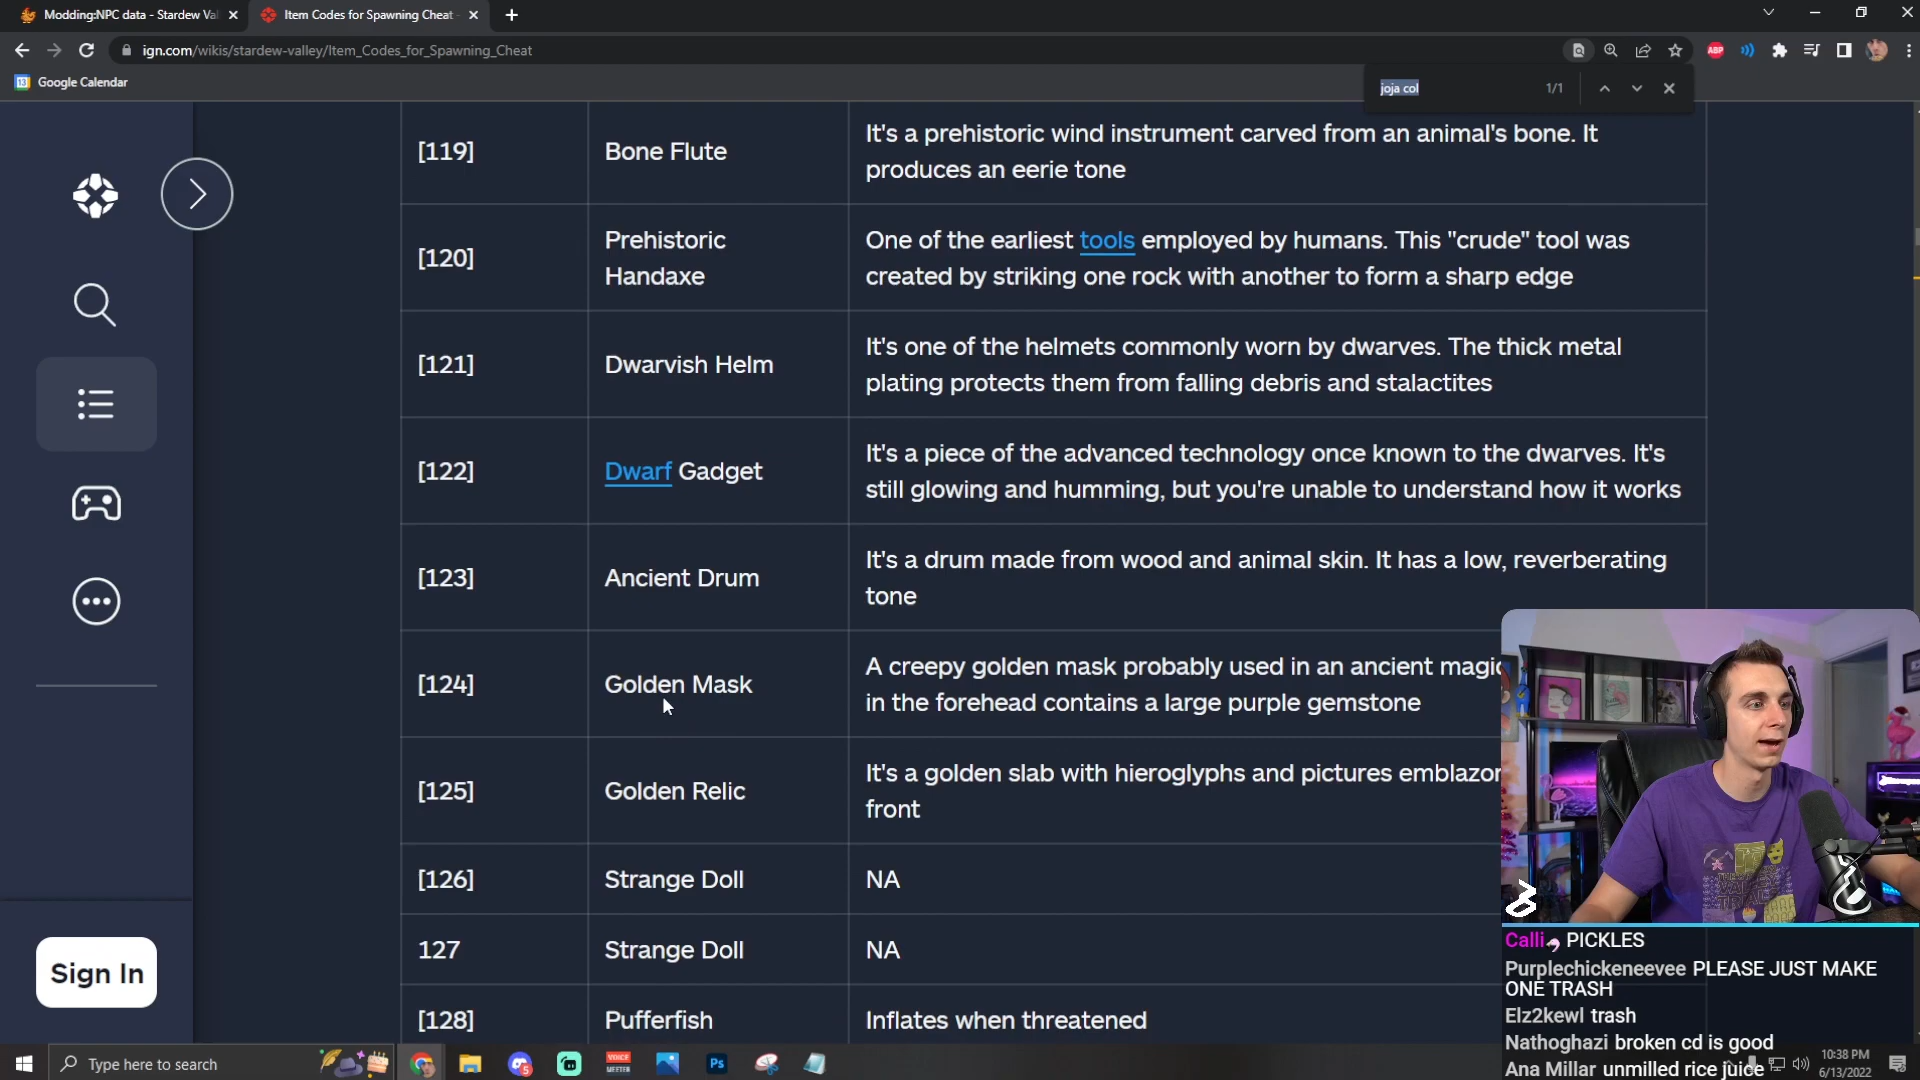 Modding:NPC data - Stardew Val
Item Codes for Spawning Cheat -
ign.com/wikis/stardew-valley/Item_Codes_for_Spawning_Cheat
ABP
Google Calendar
joja col
1/1
[119]
Bone Flute
It's a prehistoric wind instrument carved from an animal's bone. It
produces an eerie tone
[120]
Prehistoric
Handaxe
One of the earliest tools employed by humans. This "crude" tool was
created by striking one rock with another to form a sharp edge
[121]
Dwarvish Helm
It's one of the helmets commonly worn by dwarves. The thick metal
plating protects them from falling debris and stalactites
[122]
Dwarf Gadget
It's a piece of the advanced technology once known to the dwarves. It's
still glowing and humming, but you're unable to understand how it works
[123]
Ancient Drum
It's a drum made from wood and animal skin. It has a low, reverberating
tone
[124]
Golden Mask
A creepy golden mask probably used in an ancient magic
in the forehead contains a large purple gemstone
[125]
Golden Relic
It's a golden slab with hieroglyphs and pictures emblazon
front
[126]
Strange Doll
NA
127
Strange Doll
NA
[128]
Pufferfish
Inflates when threatened
Sign In
Calli PICKLES
Purplechickeneevee PLEASE JUST MAKE
ONE TRASH
Elz2kewl trash
Nathoghazi broken cd is good
Ana Millar unmilled rice juice
Type here to search
VOICE
MEETER
Ps
10:38 PM
6/13/2022